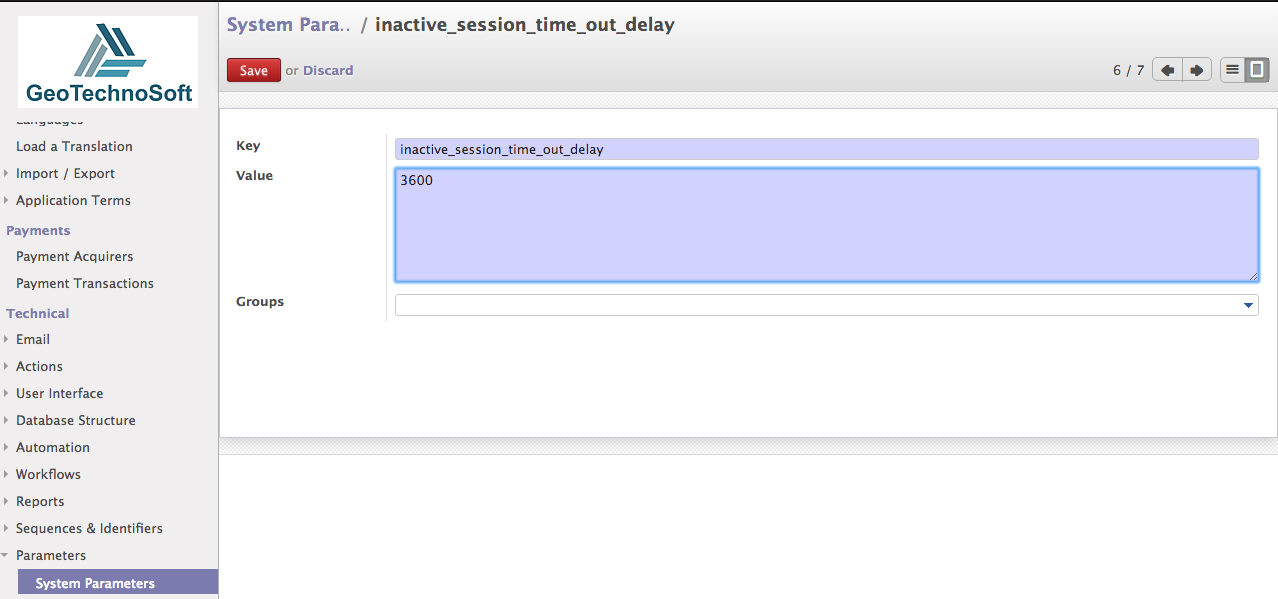 GeoTechnoSoft
Languages
Load a Translation
Import / Export
Application Terms
Payments
Payment Acquirers
Payment Transactions
Technical
Email
Actions
User Interface
Database Structure
Automation
Workflows
Reports
Sequences & Identifiers
Parameters
System Parameters
System Para.. / inactive_session_time_out_delay
Save or Discard
6 / 7
Key
inactive_session_time_out_delay
Value
3600
Groups